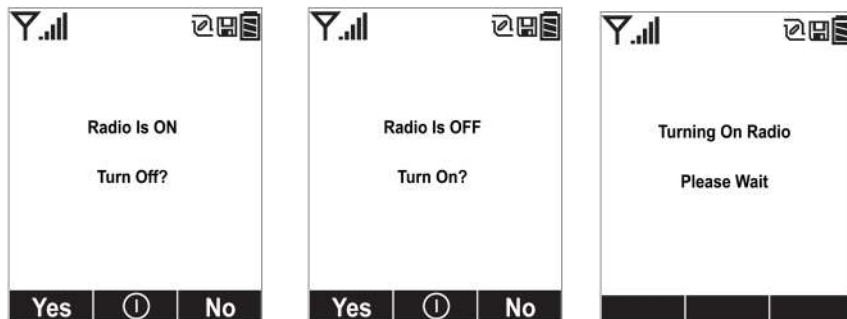 Radio Is ON
Turn Off?
Yes
No
Radio Is OFF
Turn On?
Yes
No
Turning On Radio
Please Wait